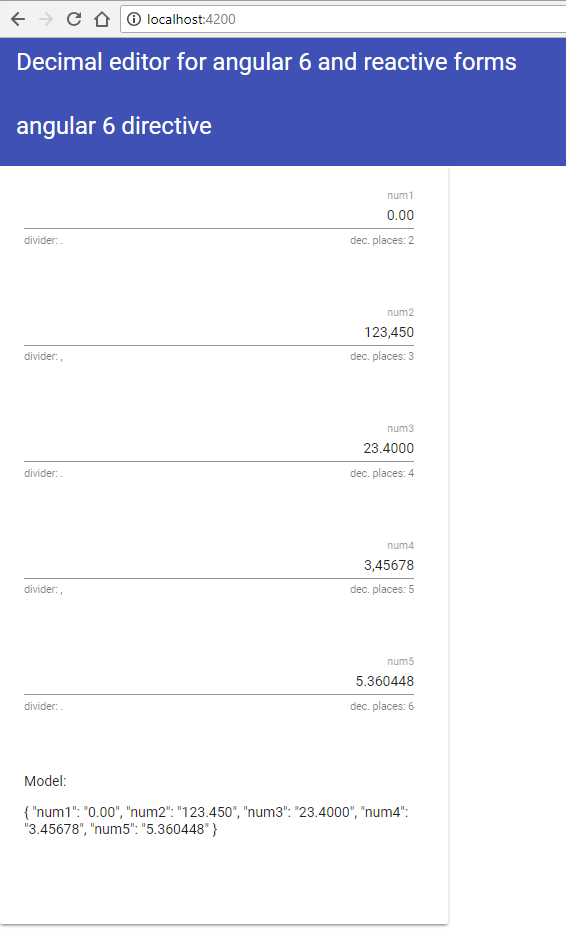 localhost:4200
Decimal editor for angular 6 and reactive forms
angular 6 directive
num1
0.00
divider: . dec. places: 2
num2
123,450
divider: , dec. places: 3
num3
23.4000
divider: . dec. places: 4
num4
3,45678
divider: , dec. places: 5
num5
5.360448
divider: . dec. places: 6
Model:
{ "num1": "0.00", "num2": "123.450", "num3": "23.4000", "num4":
"3.45678", "num5": "5.360448" }